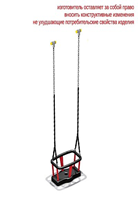 изготовитель оставляет за собой право
вносить конструктивные изменения
не ухудшающие потребительские свойства изделия